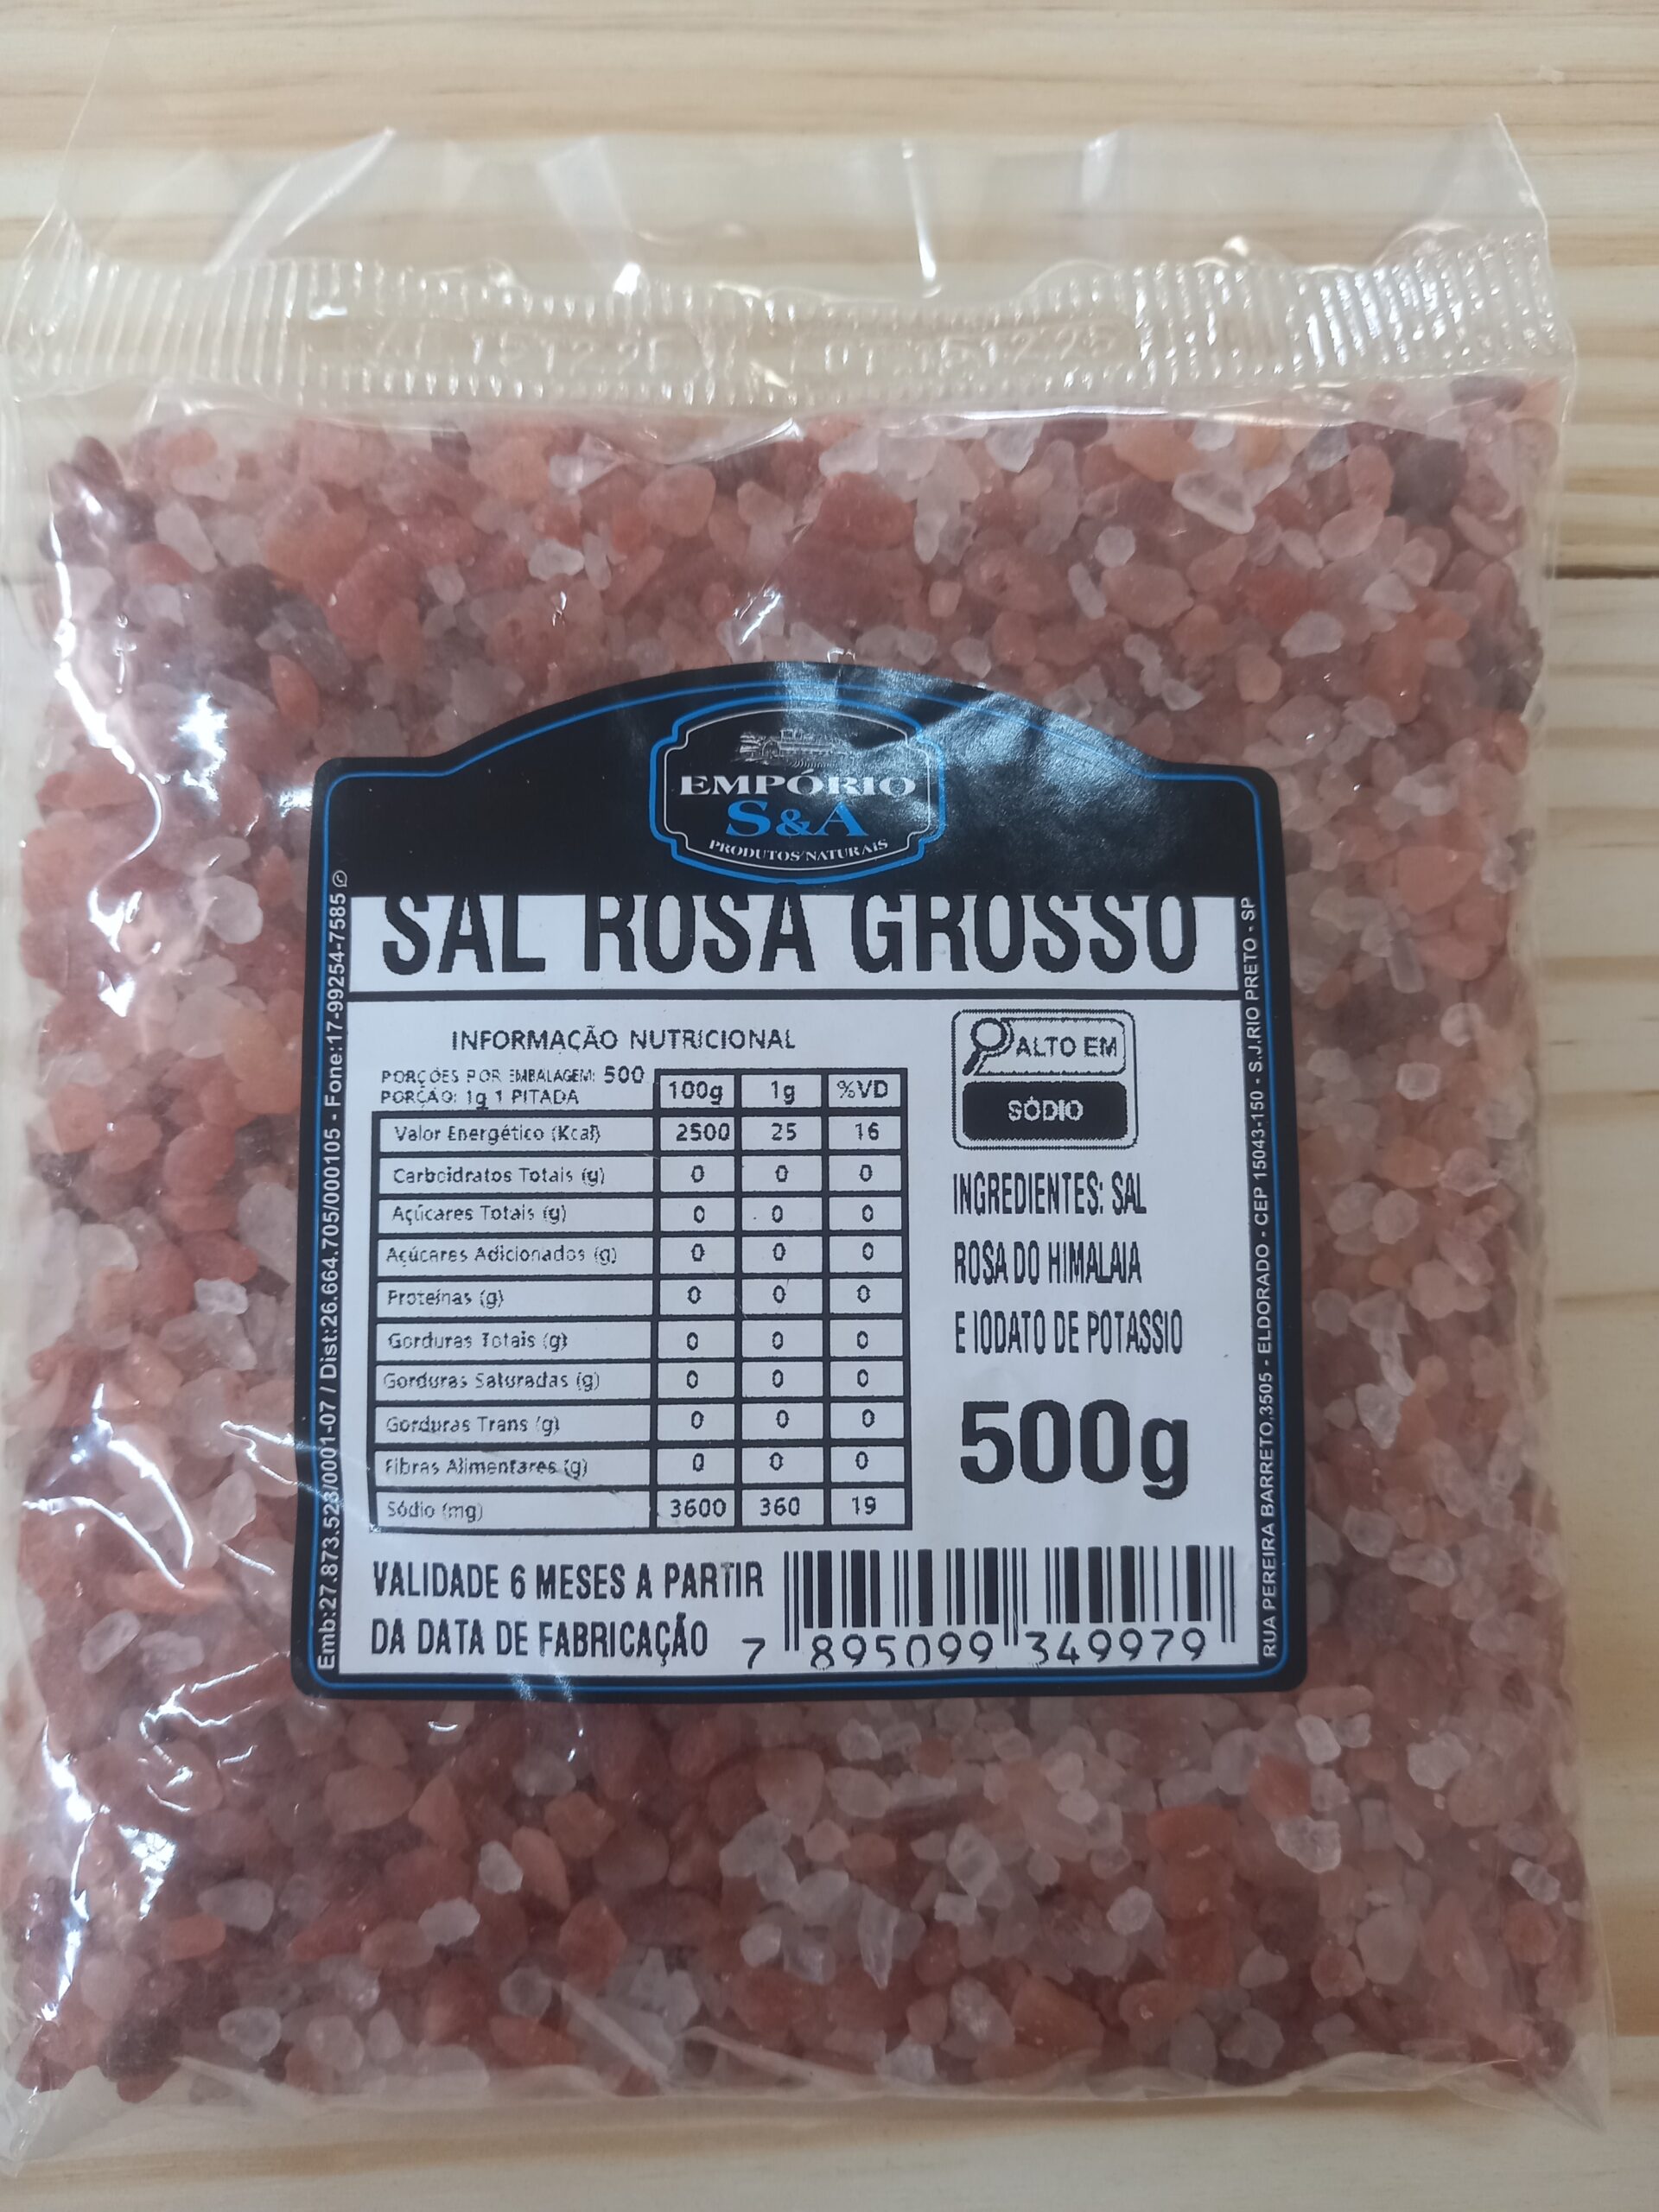 151225
151225
EMPÓRIO
S&A
PRODUTOS NATURAIS
SAL ROSA GROSSO
INFORMAÇÃO NUTRICIONAL
PORÇÕES POR EMBALAGEM: 500
PORÇÃO: 1g 1 PITADA
100g 1g %VD
Valor Energético (Kcal) 2500 25 16
Carboidratos Totais (g) 0 0 0
Açúcares Totais (g) 0 0 0
Açúcares Adicionados (g) 0 0 0
Proteínas (g) 0 0 0
Gorduras Totais (g) 0 0 0
Gorduras Saturadas (g) 0 0 0
Gorduras Trans (g) 0 0 0
Fibras Alimentares (g) 0 0 0
Sódio (mg) 3600 360 19
ALTO EM
SÓDIO
INGREDIENTES: SAL
ROSA DO HIMALAIA
E IODATO DE POTASSIO
500g
VALIDADE 6 MESES A PARTIR
DA DATA DE FABRICAÇÃO
7 895099 349979
Emb:27.873.523/0001-07 / Dist:26.664.705/000105 - Fone:17-99254-7585
RUA PEREIRA BARRETO,3505 - ELDORADO - CEP 15043-150 - S.J.RIO PRETO - SP